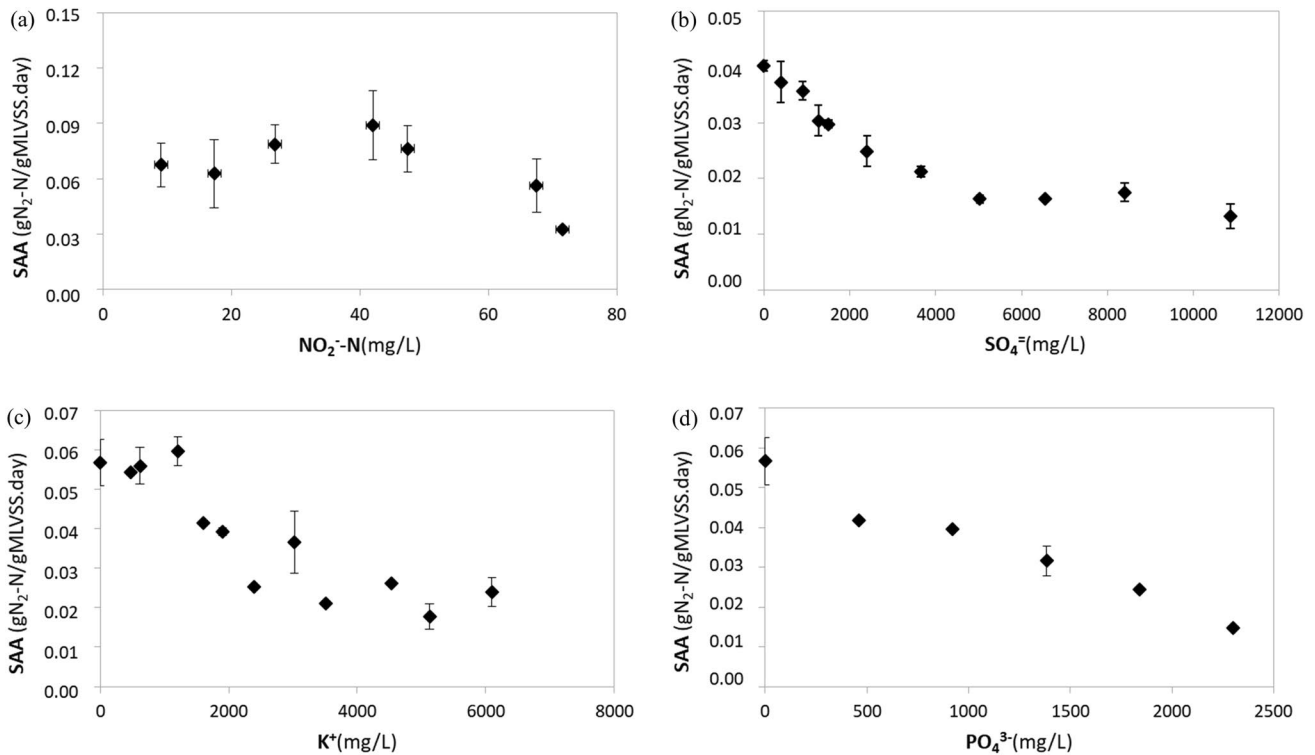 (a)
0.15
0.12
0.09
0.06
0.03
0.00
SAA (gN₂-N/gMLVSS.day)
0 20 40 60 80
NO₂⁻-N(mg/L)
(b)
0.05
0.04
0.03
0.02
0.01
0.00
SAA (gN₂-N/gMLVSS.day)
0 2000 4000 6000 8000 10000 12000
SO₄⁼(mg/L)
(c)
0.07
0.06
0.05
0.04
0.03
0.02
0.01
0.00
SAA (gN₂-N/gMLVSS.day)
0 2000 4000 6000 8000
K⁺(mg/L)
(d)
0.07
0.06
0.05
0.04
0.03
0.02
0.01
0.00
SAA (gN₂-N/gMLVSS.day)
0 500 1000 1500 2000 2500
PO₄³⁻(mg/L)